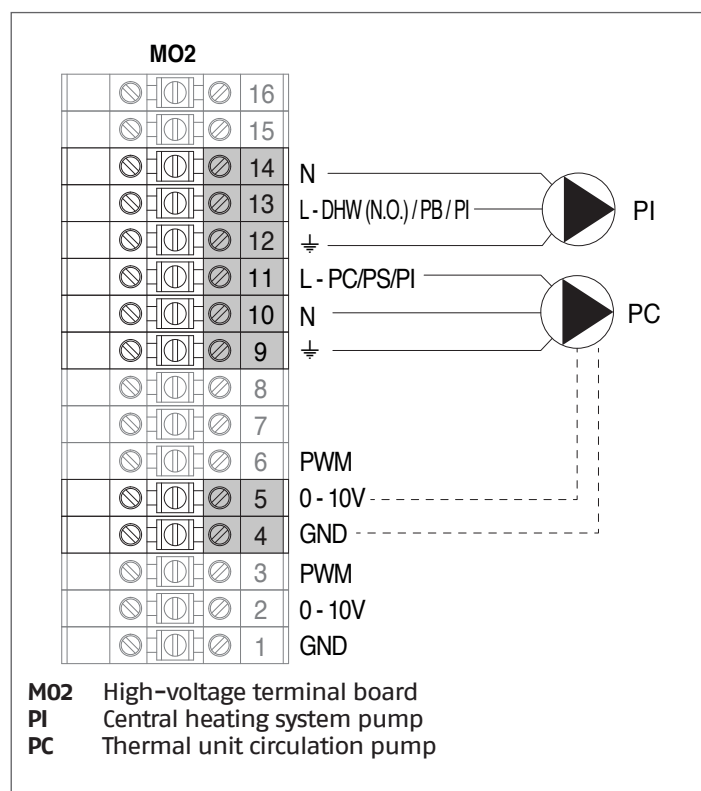 MO2
16
15
14 N
13 L - DHW (N.O.) / PB / PI PI
12
11 L - PC/PS/PI
10 N PC
9
8
7
6 PWM
5 0 - 10V
4 GND
3 PWM
2 0 - 10V
1 GND
M02 High-voltage terminal board
PI Central heating system pump
PC Thermal unit circulation pump